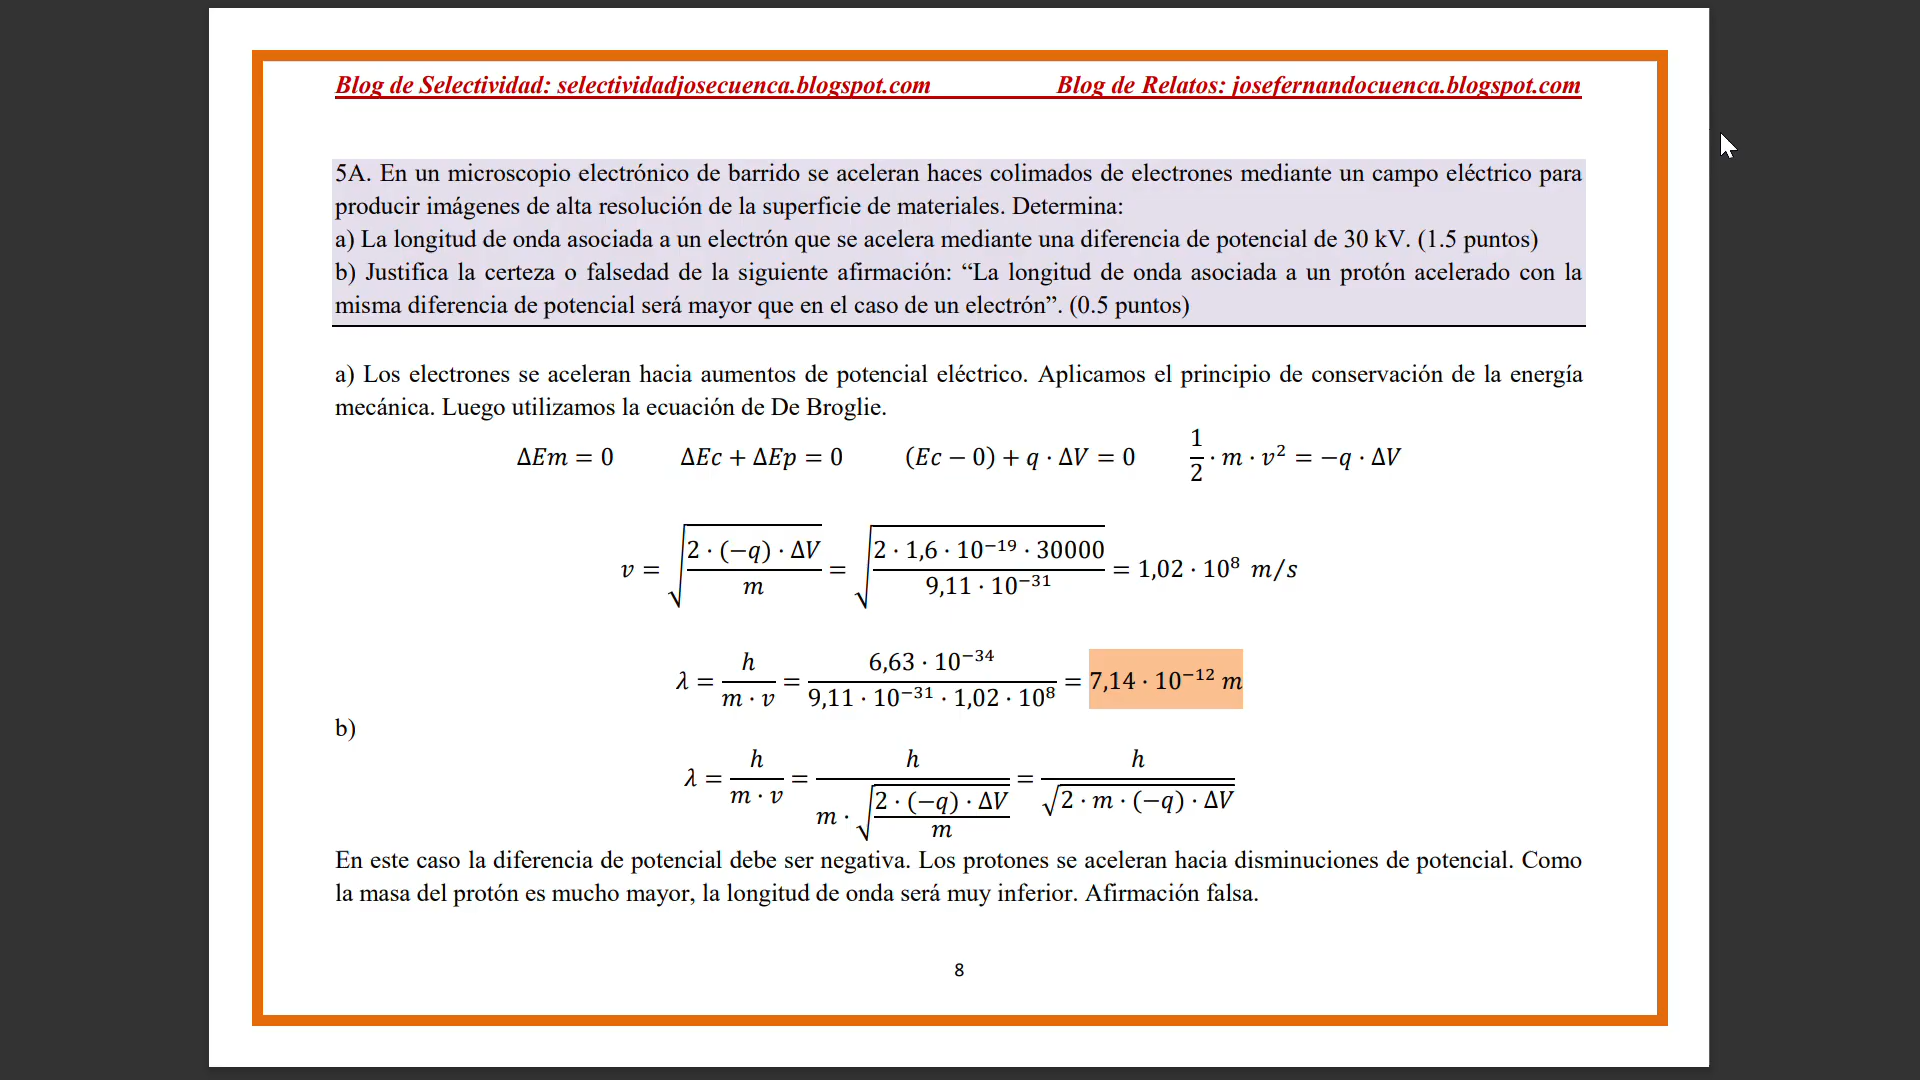 Blog de Selectividad: selectividadjosecuenca.blogspot.com Blog de Relatos: josefernandocuenca.blogspot.com
5A. En un microscopio electrónico de barrido se aceleran haces colimados de electrones mediante un campo eléctrico para
producir imágenes de alta resolución de la superficie de materiales. Determina:
a) La longitud de onda asociada a un electrón que se acelera mediante una diferencia de potencial de 30 kV. (1.5 puntos)
b) Justifica la certeza o falsedad de la siguiente afirmación: “La longitud de onda asociada a un protón acelerado con la
misma diferencia de potencial será mayor que en el caso de un electrón”. (0.5 puntos)
a) Los electrones se aceleran hacia aumentos de potencial eléctrico. Aplicamos el principio de conservación de la energía
mecánica. Luego utilizamos la ecuación de De Broglie.
ΔEm = 0 ΔEc + ΔEp = 0 (Ec − 0) + q · ΔV = 0 1/2 · m · v² = −q · ΔV
v = √(2 · (−q) · ΔV / m) = √(2 · 1,6 · 10⁻¹⁹ · 30000 / 9,11 · 10⁻³¹) = 1,02 · 10⁸ m/s
λ = h / m · v = 6,63 · 10⁻³⁴ / 9,11 · 10⁻³¹ · 1,02 · 10⁸ = 7,14 · 10⁻¹² m
b)
λ = h / m · v = h / m · √(2 · (−q) · ΔV / m) = h / √(2 · m · (−q) · ΔV)
En este caso la diferencia de potencial debe ser negativa. Los protones se aceleran hacia disminuciones de potencial. Como
la masa del protón es mucho mayor, la longitud de onda será muy inferior. Afirmación falsa.
8